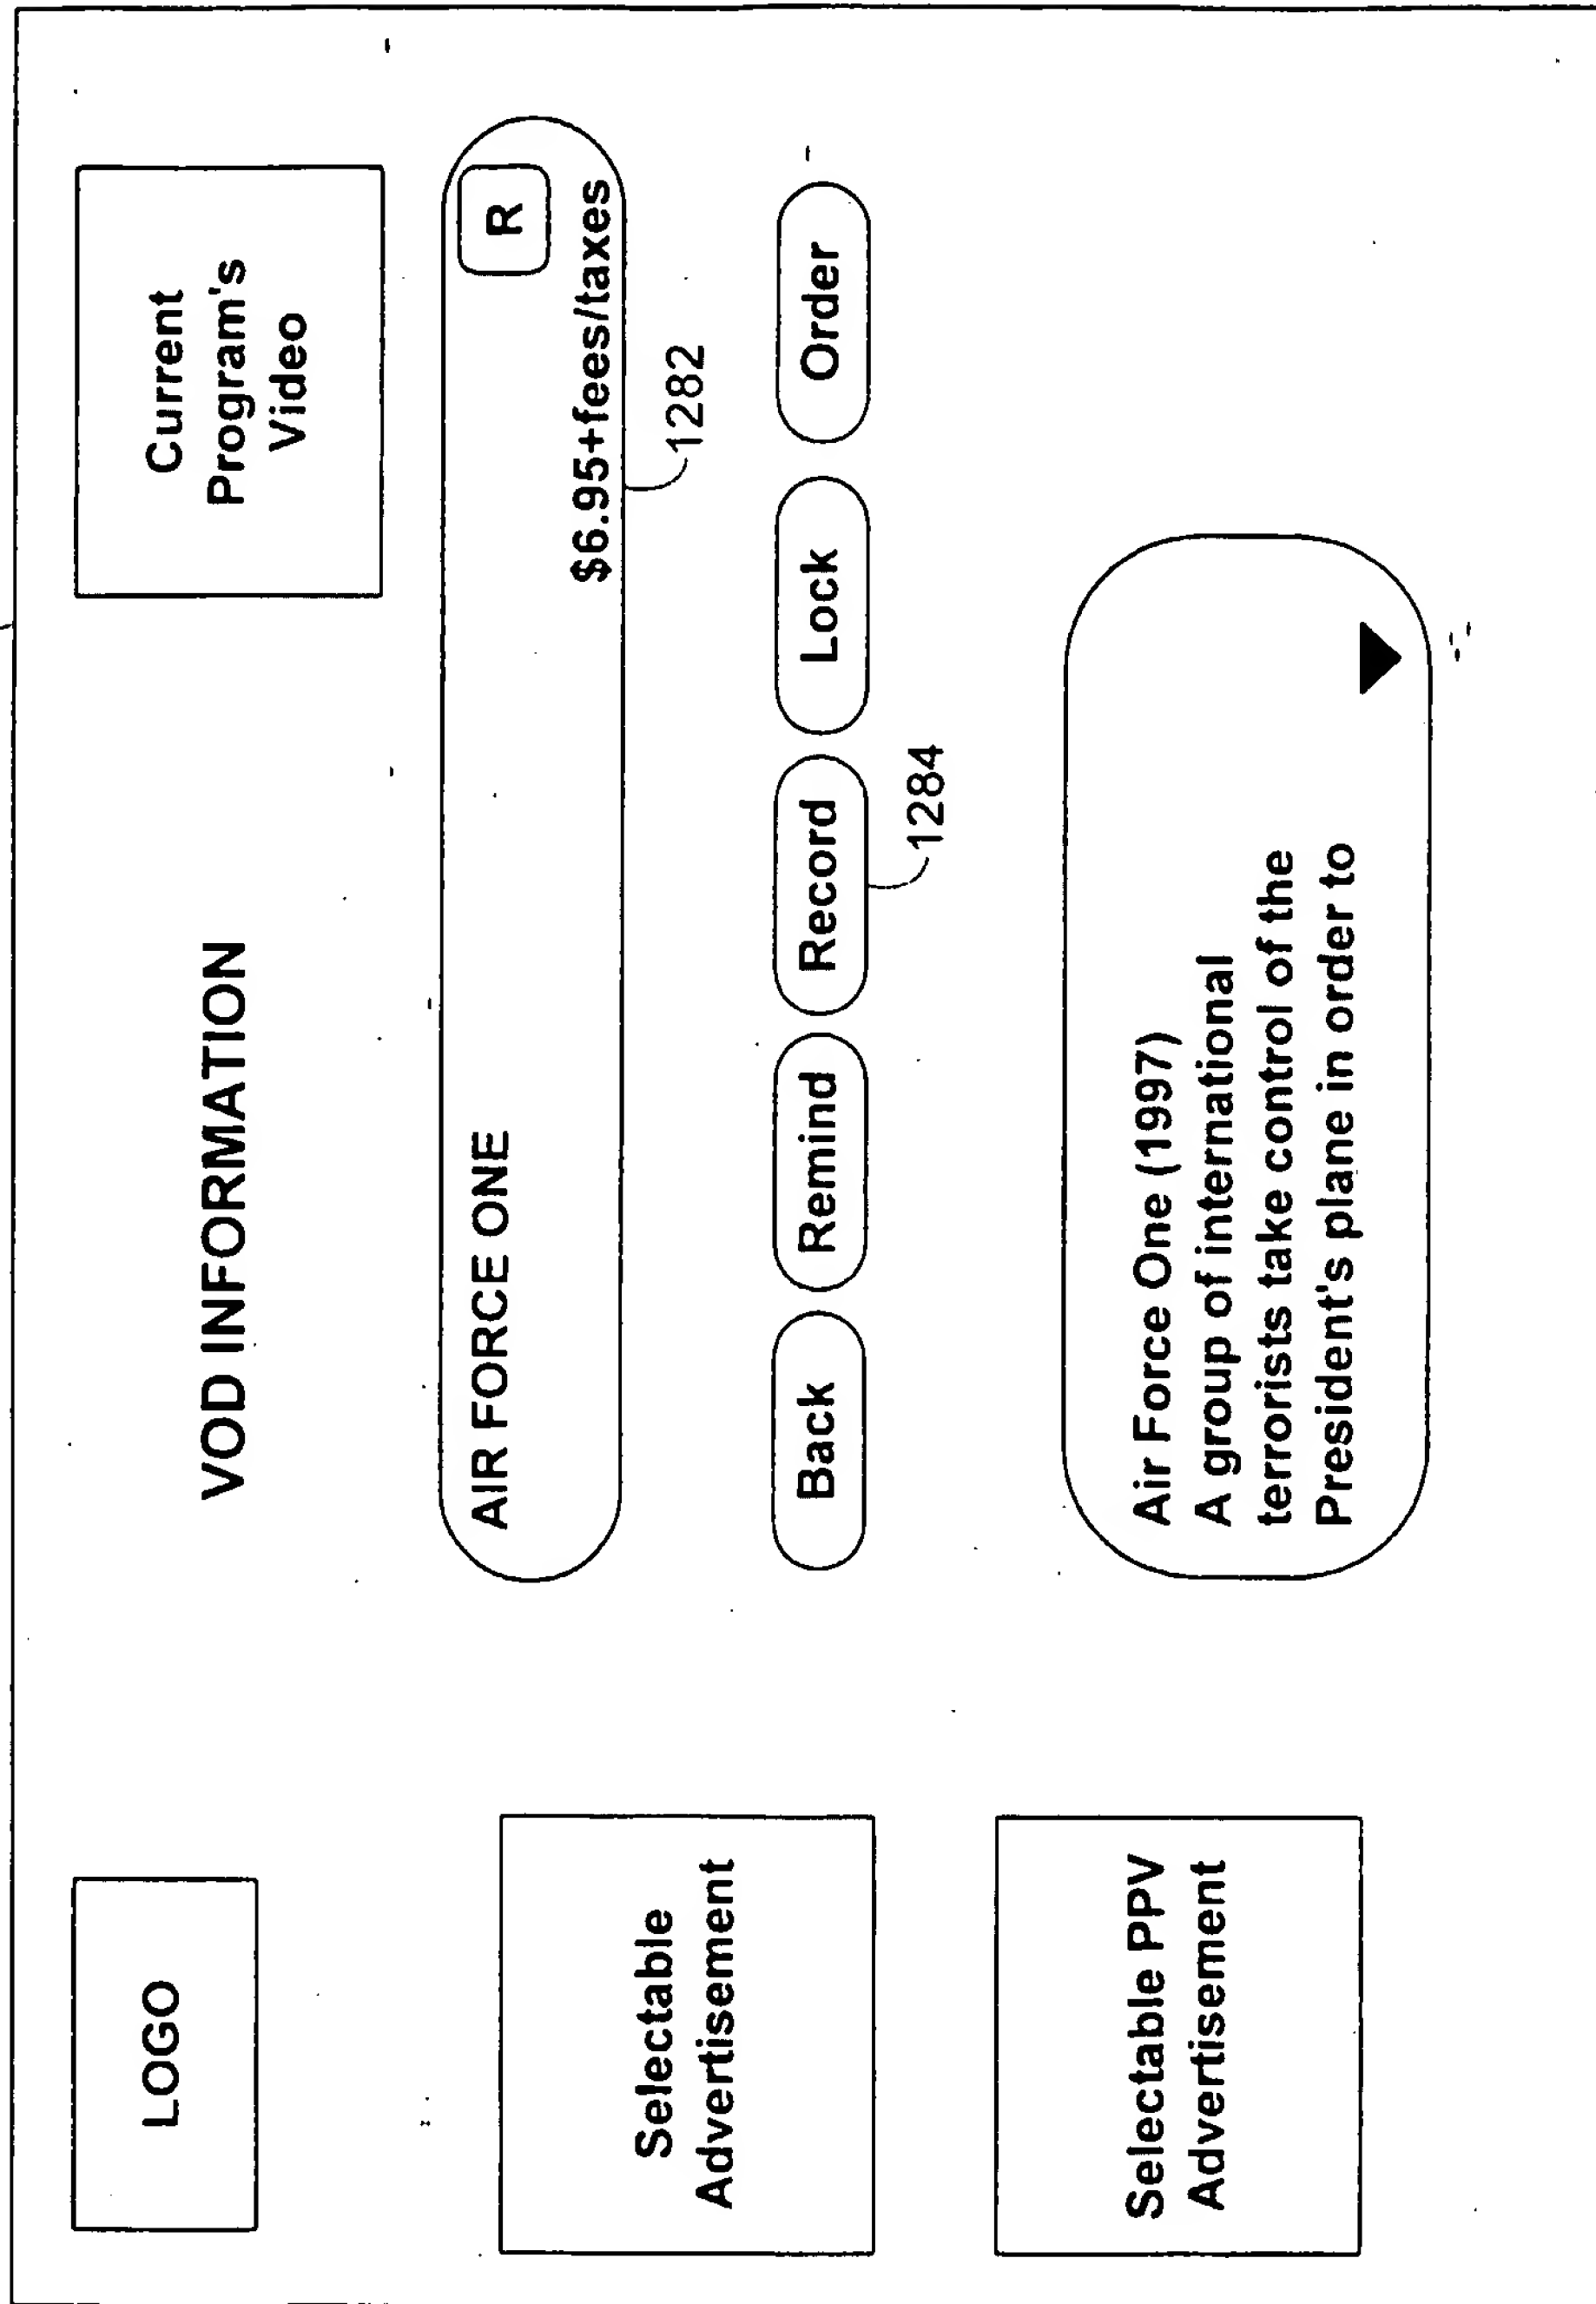 LOGO
VOD INFORMATION
Current
Program's
Video
AIR FORCE ONE
R
$6.95+fees/taxes
1282
Selectable
Advertisement
Back
Remind
Record
Lock
Order
1284
Selectable PPV
Advertisement
Air Force One (1997)
A group of international
terrorists take control of the
President's plane in order to